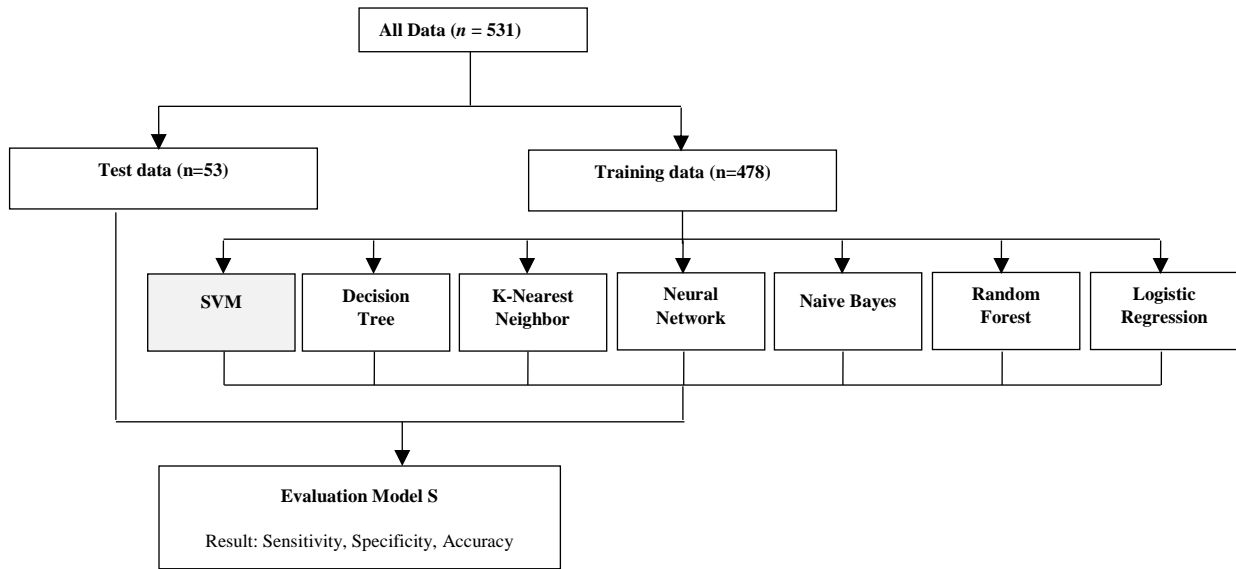 All Data (n = 531)
Test data (n=53)
Training data (n=478)
SVM
Decision
Tree
K-Nearest
Neighbor
Neural
Network
Naive Bayes
Random
Forest
Logistic
Regression
Evaluation Model S
Result: Sensitivity, Specificity, Accuracy